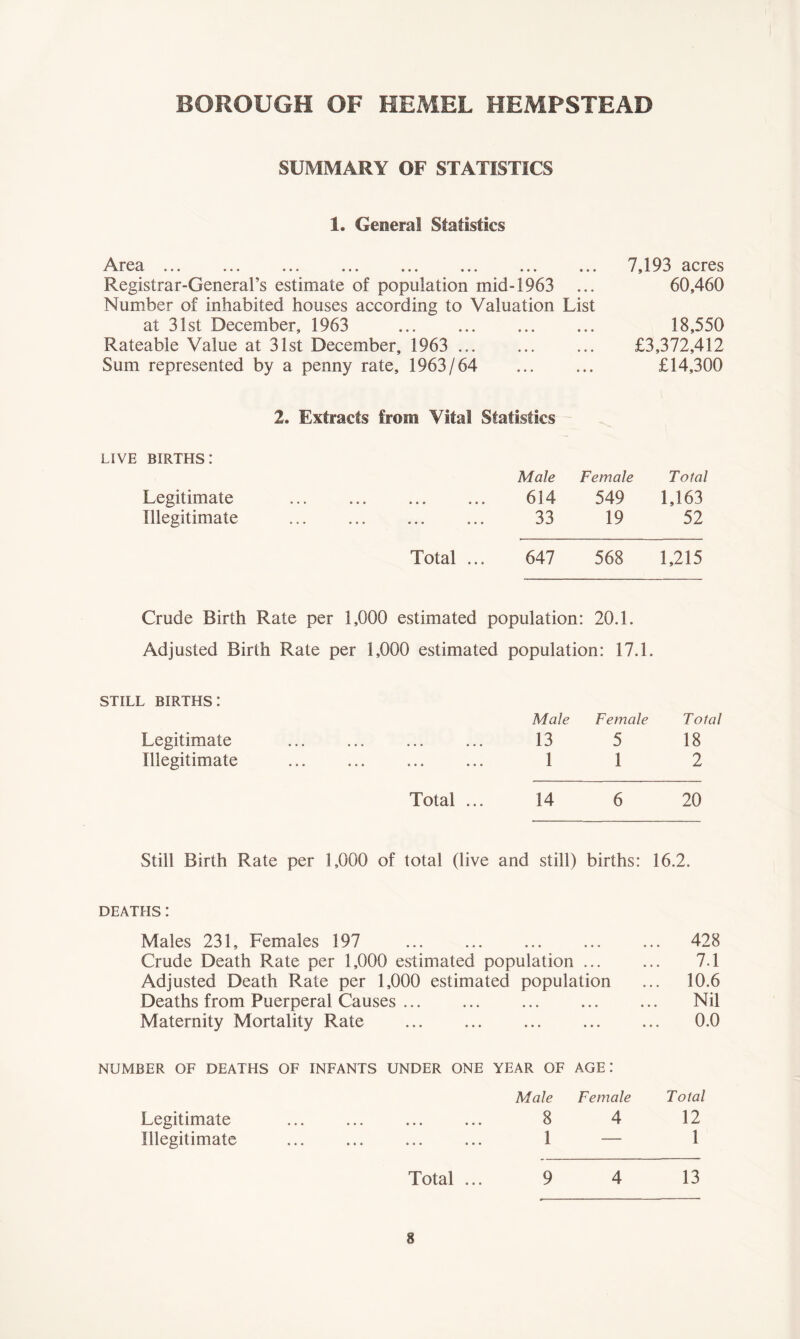 BOROUGH OF HEMEL HEMPSTEAD
SUMMARY OF STATISTICS
1. General Statistics
Area ... ... ... ... ... ... ... ... 7,193 acres
Registrar-General's estimate of population mid-1963 ... 60,460
Number of inhabited houses according to Valuation List
at 31st December, 1963 ... ... ... ... 18,550
Rateable Value at 31st December, 1963 ... ... ... £3,372,412
Sum represented by a penny rate, 1963/64 ... ... £14,300
2. Extracts from Vital Statistics
LIVE BIRTHS:
Male Female Total
Legitimate ... ... ... ... 614 549 1,163
Illegitimate ... ... ... ... 33 19 52
Total ... 647 568 1,215
Crude Birth Rate per 1,000 estimated population: 20.1.
Adjusted Birth Rate per 1,000 estimated population: 17.1.
STILL BIRTHS:
Male Female Total
Legitimate ... ... ... ... 13 5 18
Illegitimate ... ... ... ... 1 1 2
Total ... 14 6 20
Still Birth Rate per 1,000 of total (live and still) births: 16.2.
DEATHS:
Males 231, Females 197 ... ... ... ... ... 428
Crude Death Rate per 1,000 estimated population ... ... 7.1
Adjusted Death Rate per 1,000 estimated population ... 10.6
Deaths from Puerperal Causes ... ... ... ... ... Nil
Maternity Mortality Rate ... ... ... ... ... 0.0
NUMBER OF DEATHS OF INFANTS UNDER ONE YEAR OF AGE:
Male Female Total
Legitimate ... ... ... ... 8 4 12
Illegitimate ... ... ... ... 1 — 1
Total ... 9 4 13
8